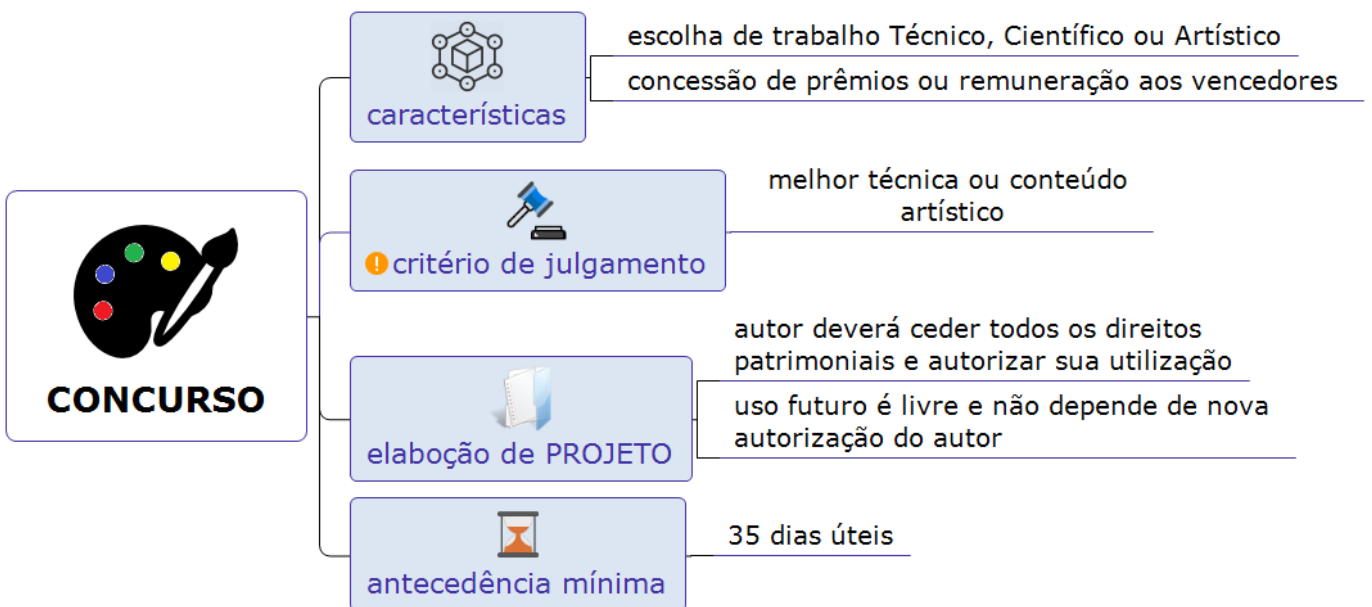 CONCURSO
característísticas
escolha de trabalho Técnico, Científico ou Artístico
concessão de prêmios ou remuneração aos vencedores
critério de julgamento
melhor técnica ou conteúdo
artístico
elaboção de PROJETO
autor deverá ceder todos os direitos
patrimoniais e autorizar sua utilização
uso futuro é livre e não depende de nova
autorização do autor
antecedência mínima
35 dias úteis